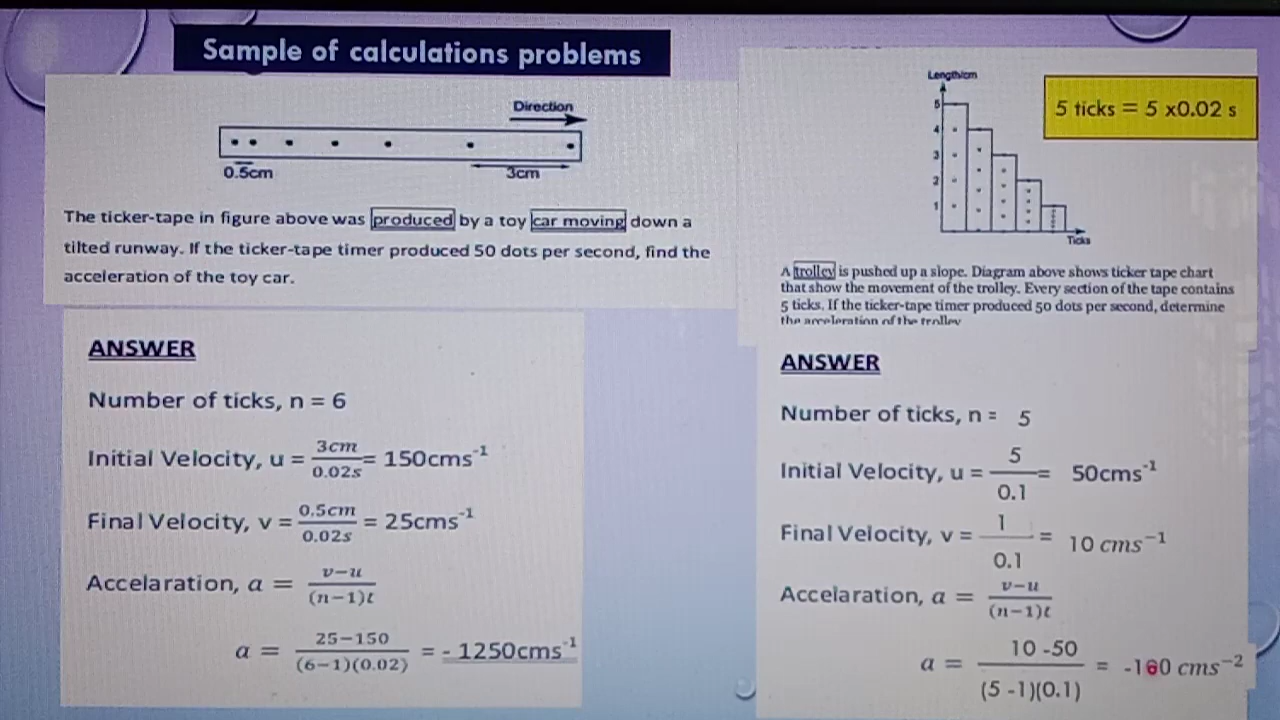 Sample of calculations problems
Direction
0.5cm
3cm
The ticker-tape in figure above was produced by a toy car moving down a
tilted runway. If the ticker-tape timer produced 50 dots per second, find the
acceleration of the toy car.
ANSWER
Number of ticks, n = 6
Initial Velocity, u = 3cm/0.02s = 150cms⁻¹
Final Velocity, v = 0.5cm/0.02s = 25cms⁻¹
Accelaration, a = v−u/(n−1)t
a = 25−150/(6−1)(0.02) = - 1250cms⁻¹
Length/cm
5
4
3
2
1
Ticks
5 ticks = 5 x0.02 s
A trolley is pushed up a slope. Diagram above shows ticker tape chart
that show the movement of the trolley. Every section of the tape contains
5 ticks. If the ticker-tape timer produced 50 dots per second, determine
the acceleration of the trolley
ANSWER
Number of ticks, n = 5
Initial Velocity, u = 5/0.1 = 50cms⁻¹
Final Velocity, v = 1/0.1 = 10 cms⁻¹
Accelaration, a = v−u/(n−1)t
a = 10 -50/(5 -1)(0.1) = -160 cms⁻²